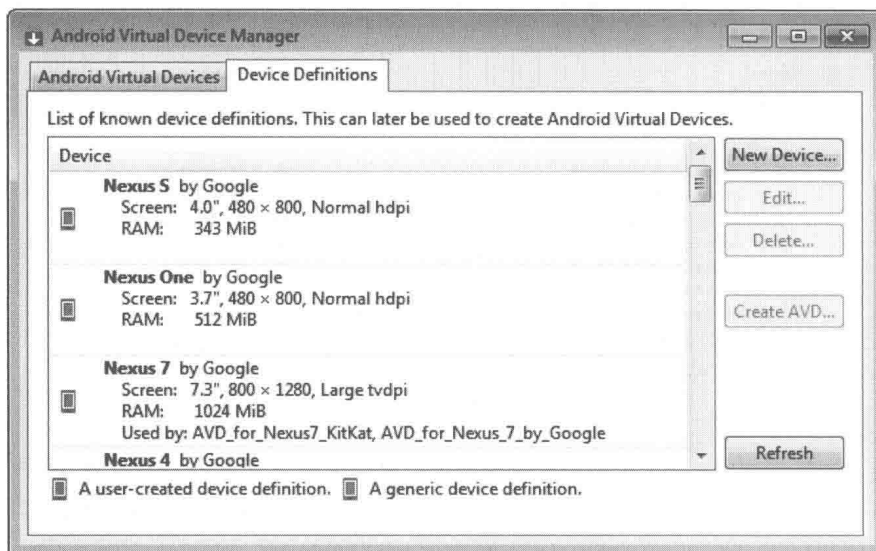 Android Virtual Device Manager
Android Virtual Devices Device Definitions
List of known device definitions. This can later be used to create Android Virtual Devices.
Device
New Device...
Nexus S by Google
Screen: 4.0", 480 × 800, Normal hdpi
RAM: 343 MiB
Edit...
Delete...
Nexus One by Google
Screen: 3.7", 480 × 800, Normal hdpi
RAM: 512 MiB
Create AVD...
Nexus 7 by Google
Screen: 7.3", 800 × 1280, Large tvdpi
RAM: 1024 MiB
Used by: AVD_for_Nexus7_KitKat, AVD_for_Nexus_7_by_Google
Nexus 4 by Google
Refresh
A user-created device definition. A generic device definition.